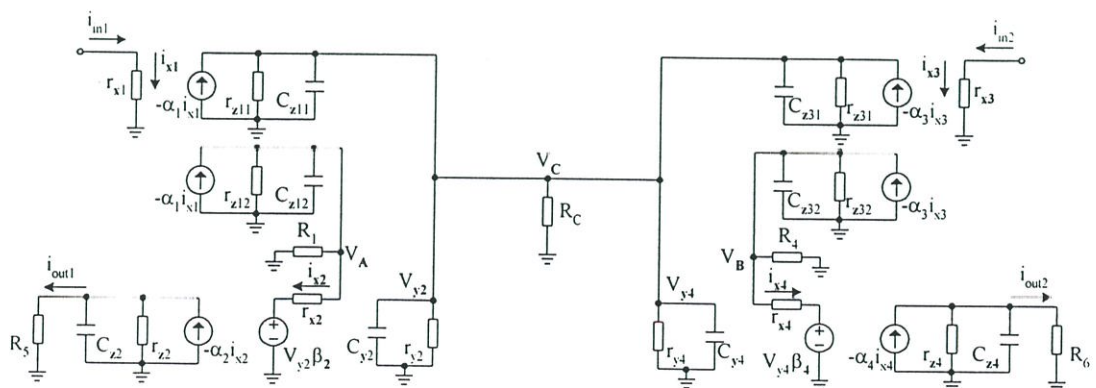 i_in1
i_x1
r_x1
-α_1i_x1
r_z11
C_z11
i_in2
i_x3
r_x3
C_z31
r_z31
-α_3i_x3
-α_1i_x1
r_z12
C_z12
V_C
R_C
C_z32
r_z32
-α_3i_x3
R_1
V_A
i_x2
r_x2
V_y2β_2
V_y2
C_y2
r_y2
V_y4
r_y4
C_y4
V_B
R_4
i_x4
r_x4
V_y4β_4
i_out1
R_5
C_z2
r_z2
-α_2i_x2
i_out2
-α_4i_x4
r_z4
C_z4
R_6